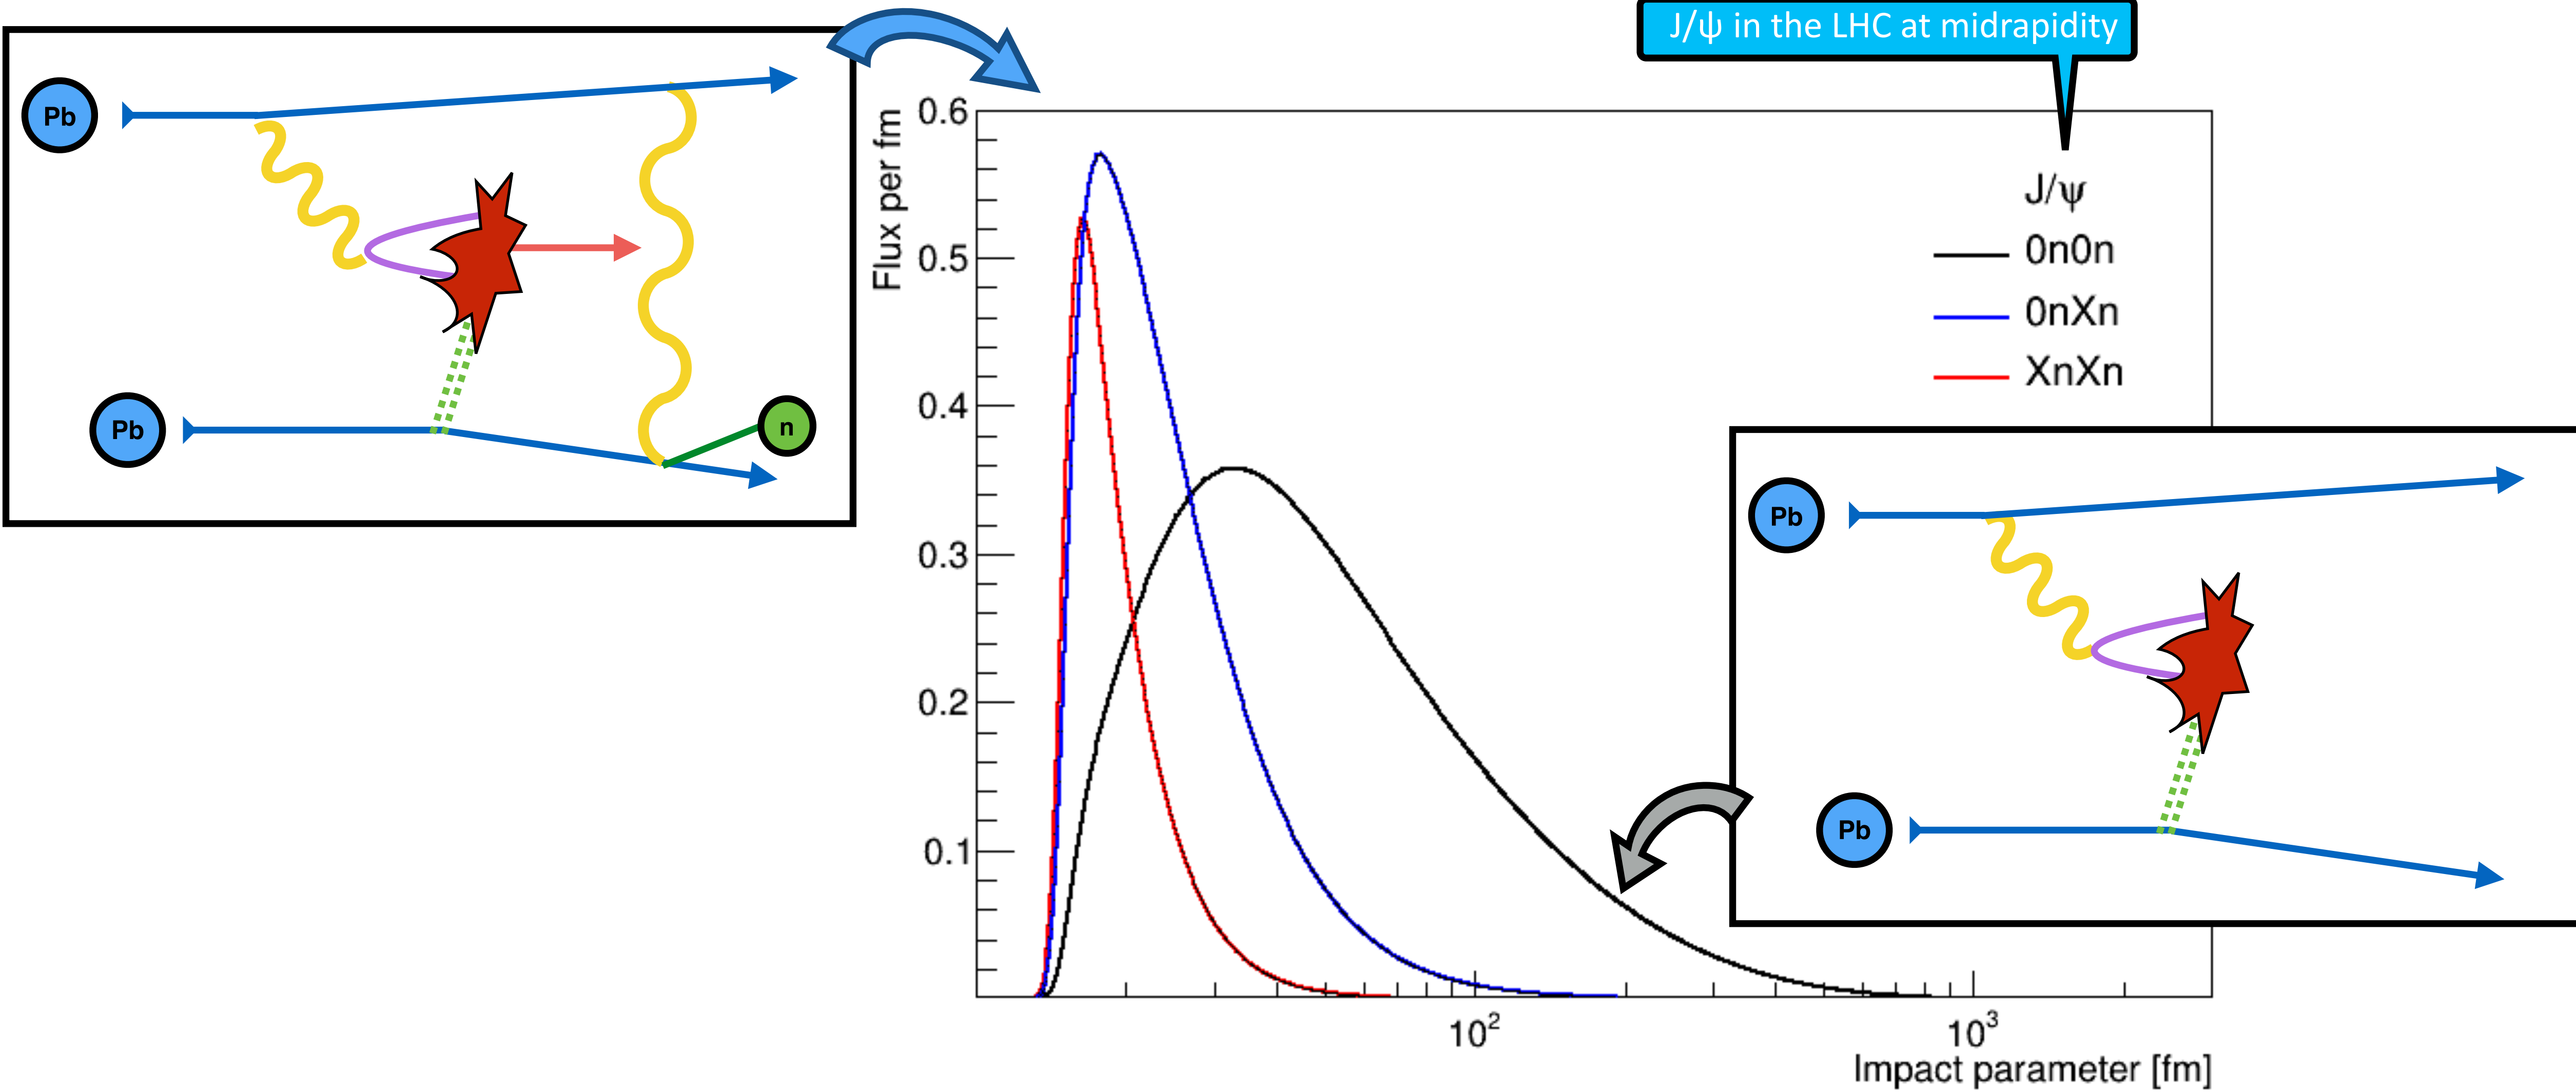 J/ψ in the LHC at midrapidity
Pb
Pb
n
Flux per fm
0.6
0.5
0.4
0.3
0.2
0.1
J/ψ
0n0n
0nXn
XnXn
Pb
Pb
10²
10³
Impact parameter [fm]